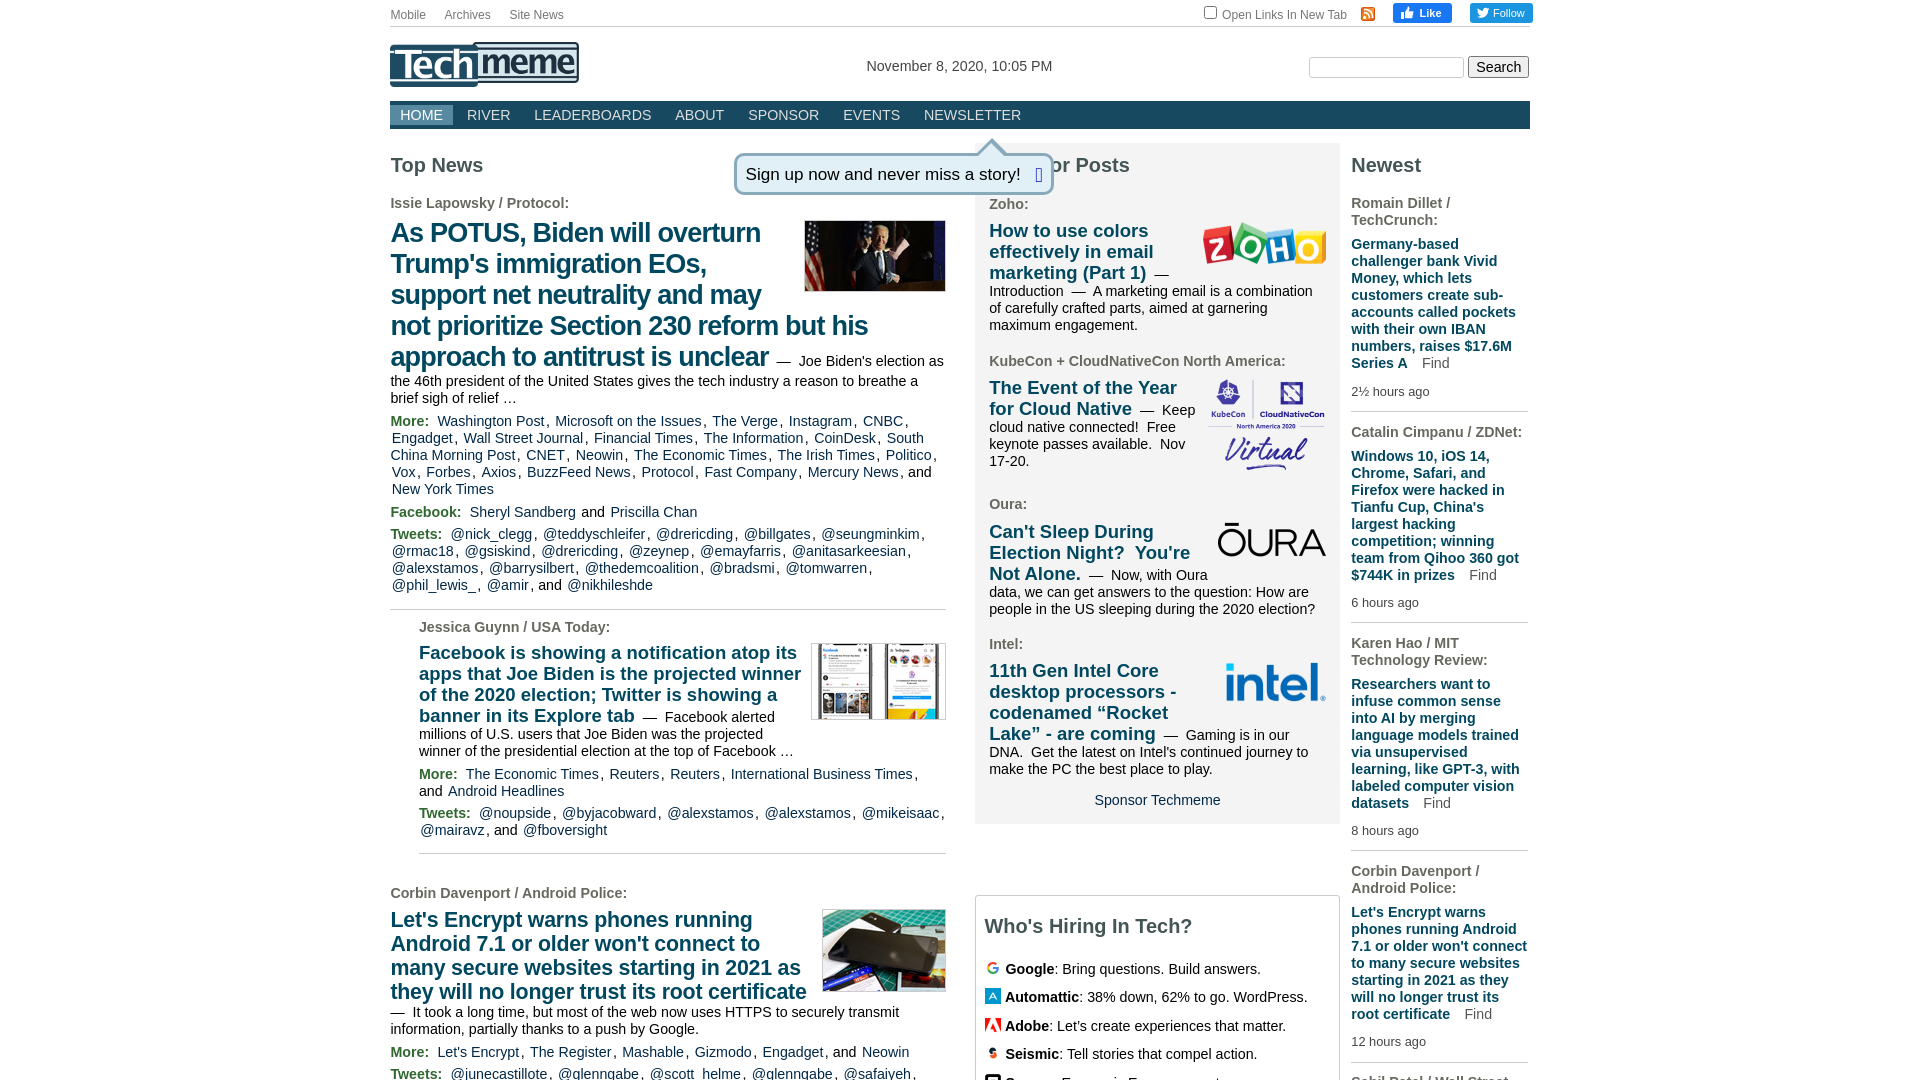 Mobile Archives Site News
Open Links In New Tab
Like
Follow
Techmeme
November 8, 2020, 10:05 PM
Search
HOME RIVER LEADERBOARDS ABOUT SPONSOR EVENTS NEWSLETTER
Sign up now and never miss a story!
Top News
Issie Lapowsky / Protocol:
As POTUS, Biden will overturn
Trump's immigration EOs,
support net neutrality and may
not prioritize Section 230 reform but his
approach to antitrust is unclear — Joe Biden's election as
the 46th president of the United States gives the tech industry a reason to breathe a
brief sigh of relief …
More: Washington Post, Microsoft on the Issues, The Verge, Instagram, CNBC,
Engadget, Wall Street Journal, Financial Times, The Information, CoinDesk, South
China Morning Post, CNET, Neowin, The Economic Times, The Irish Times, Politico,
Vox, Forbes, Axios, BuzzFeed News, Protocol, Fast Company, Mercury News, and
New York Times
Facebook: Sheryl Sandberg and Priscilla Chan
Tweets: @nick_clegg, @teddyschleifer, @drericding, @billgates, @seungminkim,
@rmac18, @gsiskind, @drericding, @zeynep, @emayfarris, @anitasarkeesian,
@alexstamos, @barrysilbert, @thedemcoalition, @bradsmi, @tomwarren,
@phil_lewis_, @amir, and @nikhileshde
Jessica Guynn / USA Today:
Facebook is showing a notification atop its
apps that Joe Biden is the projected winner
of the 2020 election; Twitter is showing a
banner in its Explore tab — Facebook alerted
millions of U.S. users that Joe Biden was the projected
winner of the presidential election at the top of Facebook …
More: The Economic Times, Reuters, Reuters, International Business Times,
and Android Headlines
Tweets: @noupside, @byjacobward, @alexstamos, @alexstamos, @mikeisaac,
@mairavz, and @fboversight
Corbin Davenport / Android Police:
Let's Encrypt warns phones running
Android 7.1 or older won't connect to
many secure websites starting in 2021 as
they will no longer trust its root certificate
— It took a long time, but most of the web now uses HTTPS to securely transmit
information, partially thanks to a push by Google.
More: Let's Encrypt, The Register, Mashable, Gizmodo, Engadget, and Neowin
Tweets: @junecastillote, @glenngabe, @scott_helme, @glenngabe, @safaiyeh,
or Posts
Zoho:
How to use colors
effectively in email
marketing (Part 1) —
Introduction — A marketing email is a combination
of carefully crafted parts, aimed at garnering
maximum engagement.
ZOHO
KubeCon + CloudNativeCon North America:
The Event of the Year
for Cloud Native — Keep
cloud native connected! Free
keynote passes available. Nov
17-20.
KubeCon CloudNativeCon
North America 2020
Virtual
Oura:
Can't Sleep During
Election Night? You're
Not Alone. — Now, with Oura
data, we can get answers to the question: How are
people in the US sleeping during the 2020 election?
ŌURA
Intel:
11th Gen Intel Core
desktop processors -
codenamed “Rocket
Lake” - are coming — Gaming is in our
DNA. Get the latest on Intel's continued journey to
make the PC the best place to play.
intel
Sponsor Techmeme
Who's Hiring In Tech?
Google: Bring questions. Build answers.
Automattic: 38% down, 62% to go. WordPress.
Adobe: Let’s create experiences that matter.
Seismic: Tell stories that compel action.
Newest
Romain Dillet /
TechCrunch:
Germany-based
challenger bank Vivid
Money, which lets
customers create sub-
accounts called pockets
with their own IBAN
numbers, raises $17.6M
Series A Find
2½ hours ago
Catalin Cimpanu / ZDNet:
Windows 10, iOS 14,
Chrome, Safari, and
Firefox were hacked in
Tianfu Cup, China's
largest hacking
competition; winning
team from Qihoo 360 got
$744K in prizes Find
6 hours ago
Karen Hao / MIT
Technology Review:
Researchers want to
infuse common sense
into AI by merging
language models trained
via unsupervised
learning, like GPT-3, with
labeled computer vision
datasets Find
8 hours ago
Corbin Davenport /
Android Police:
Let's Encrypt warns
phones running Android
7.1 or older won't connect
to many secure websites
starting in 2021 as they
will no longer trust its
root certificate Find
12 hours ago